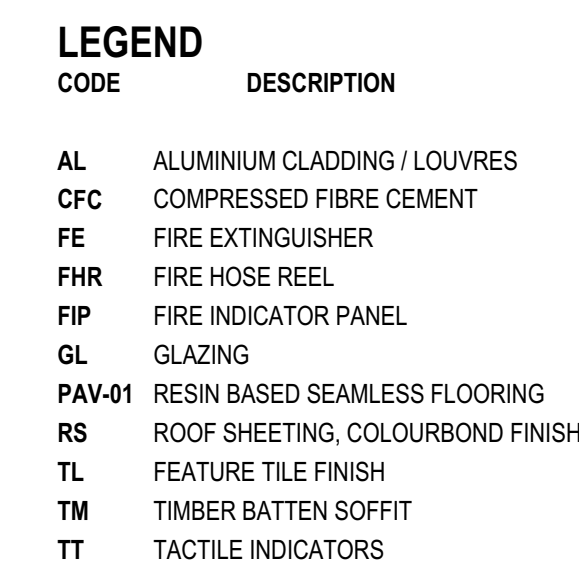 LEGEND
CODE DESCRIPTION
AL ALUMINIUM CLADDING / LOUVRES
CFC COMPRESSED FIBRE CEMENT
FE FIRE EXTINGUISHER
FHR FIRE HOSE REEL
FIP FIRE INDICATOR PANEL
GL GLAZING
PAV-01 RESIN BASED SEAMLESS FLOORING
RS ROOF SHEETING, COLOURBOND FINISH
TL FEATURE TILE FINISH
TM TIMBER BATTEN SOFFIT
TT TACTILE INDICATORS